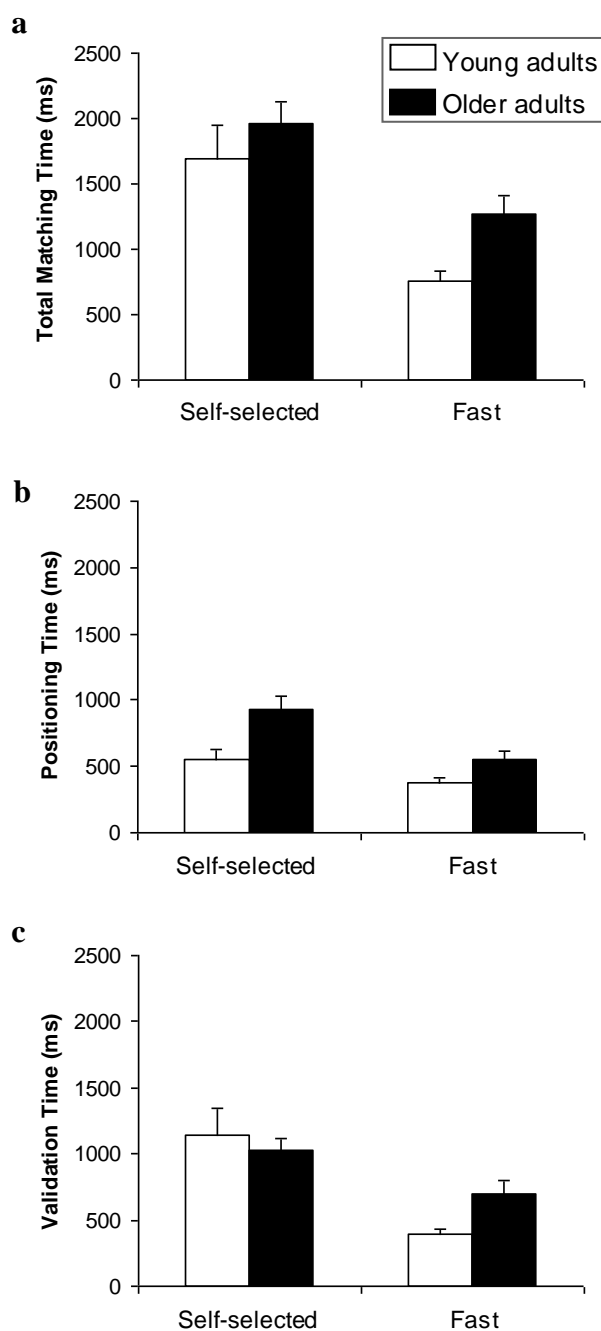 a
Young adults
Older adults
Total Matching Time (ms)
2500
2000
1500
1000
500
0
Self-selected Fast
b
Positioning Time (ms)
2500
2000
1500
1000
500
0
Self-selected Fast
c
Validation Time (ms)
2500
2000
1500
1000
500
0
Self-selected Fast